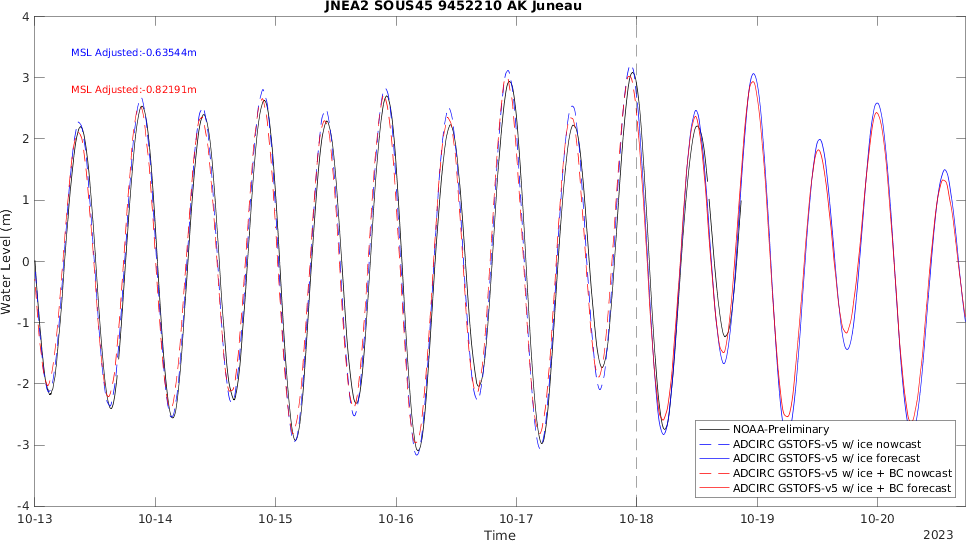 JNEA2 SOUS45 9452210 AK Juneau
MSL Adjusted:-0.63544m
MSL Adjusted:-0.82191m
4
3
2
1
0
-1
-2
-3
-4
Water Level (m)
10-13
10-14
10-15
10-16
10-17
10-18
10-19
10-20
Time
2023
NOAA-Preliminary
ADCIRC GSTOFS-v5 w/ ice nowcast
ADCIRC GSTOFS-v5 w/ ice forecast
ADCIRC GSTOFS-v5 w/ ice + BC nowcast
ADCIRC GSTOFS-v5 w/ ice + BC forecast